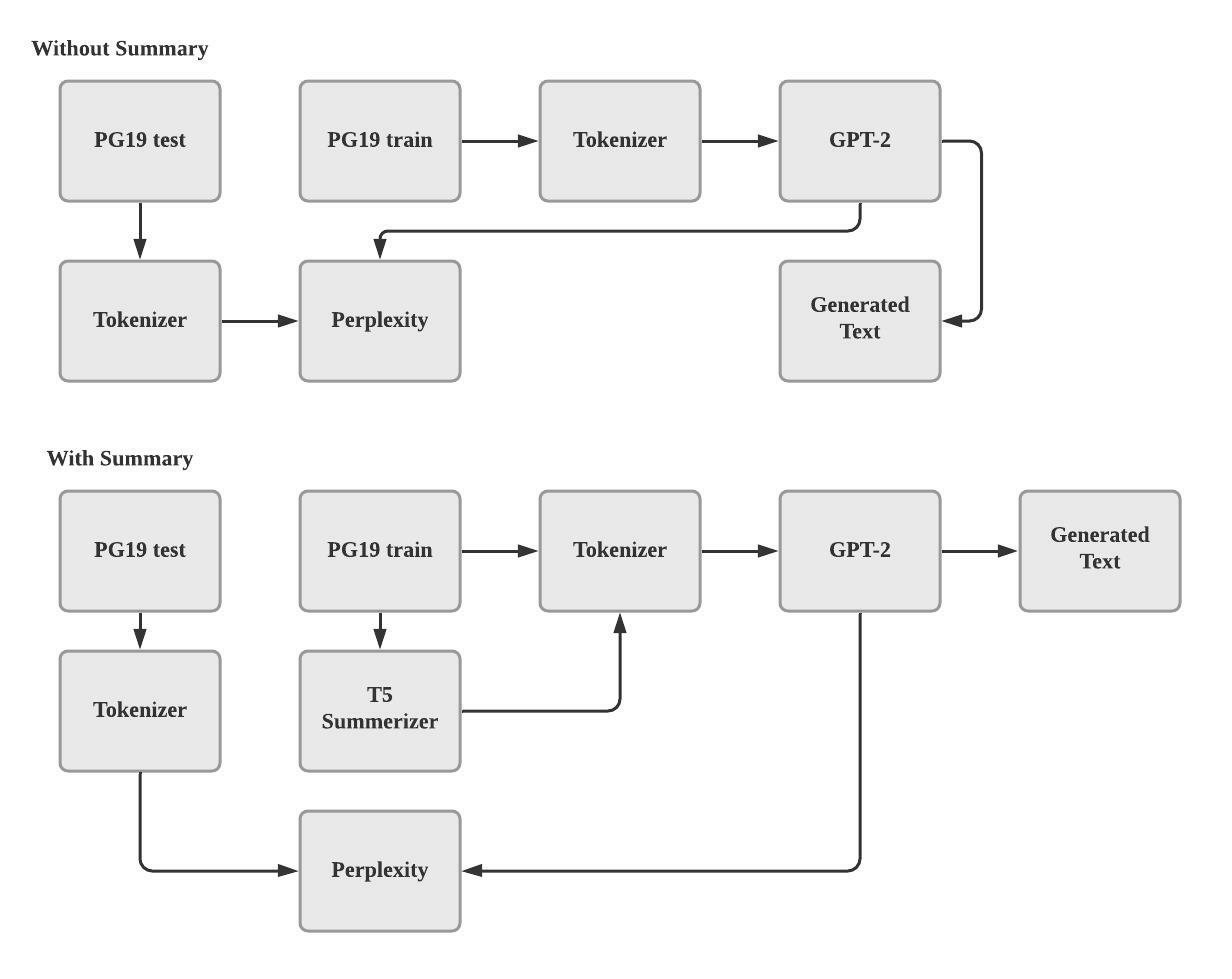 Without Summary
PG19 test
PG19 train
Tokenizer
GPT-2
Tokenizer
Perplexity
Generated
Text
With Summary
PG19 test
PG19 train
Tokenizer
GPT-2
Generated
Text
Tokenizer
T5
Summerizer
Perplexity